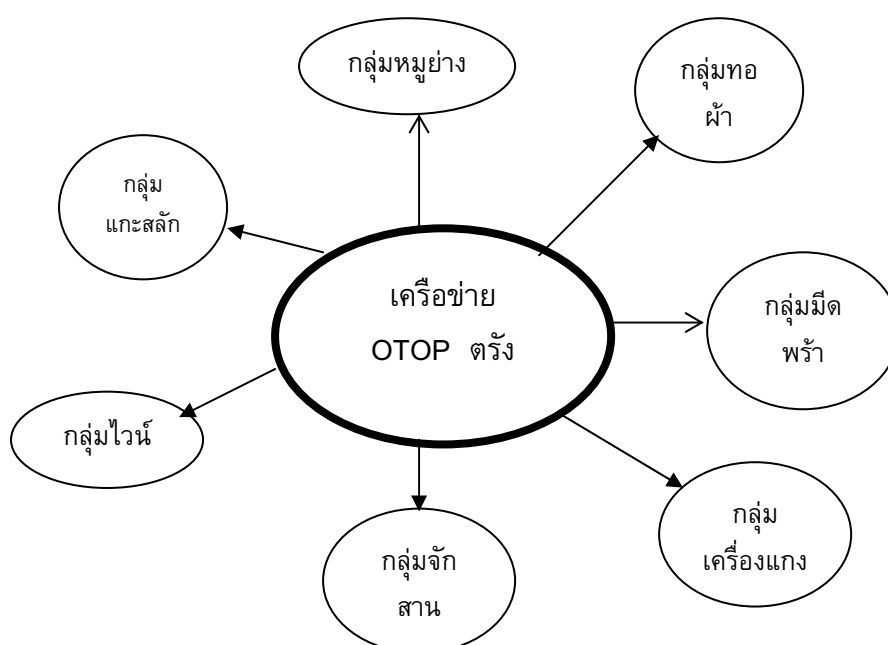 กลุ่มหมูย่าง
กลุ่มทอ
ผ้า
กลุ่ม
แกะสลัก
เครือข่าย
OTOP ตรัง
กลุ่มมีด
พร้า
กลุ่มไวน์
กลุ่ม
เครื่องแกง
กลุ่มจัก
สาน